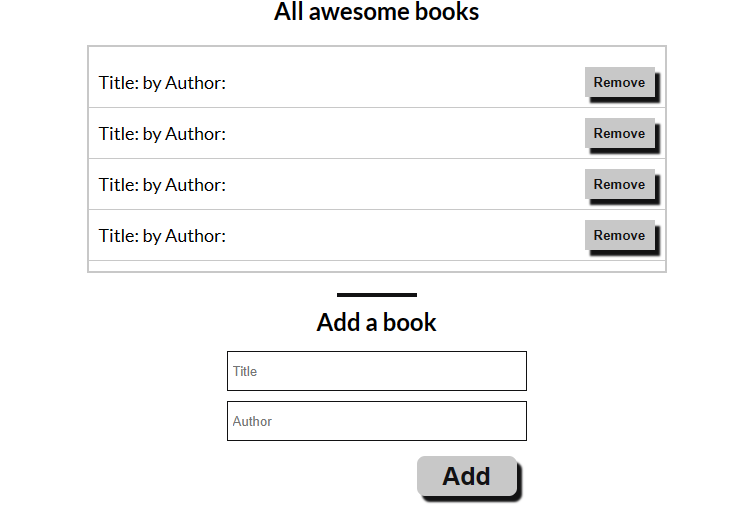 All awesome books
Title: by Author: Remove
Title: by Author: Remove
Title: by Author: Remove
Title: by Author: Remove
Add a book
Title
Author
Add